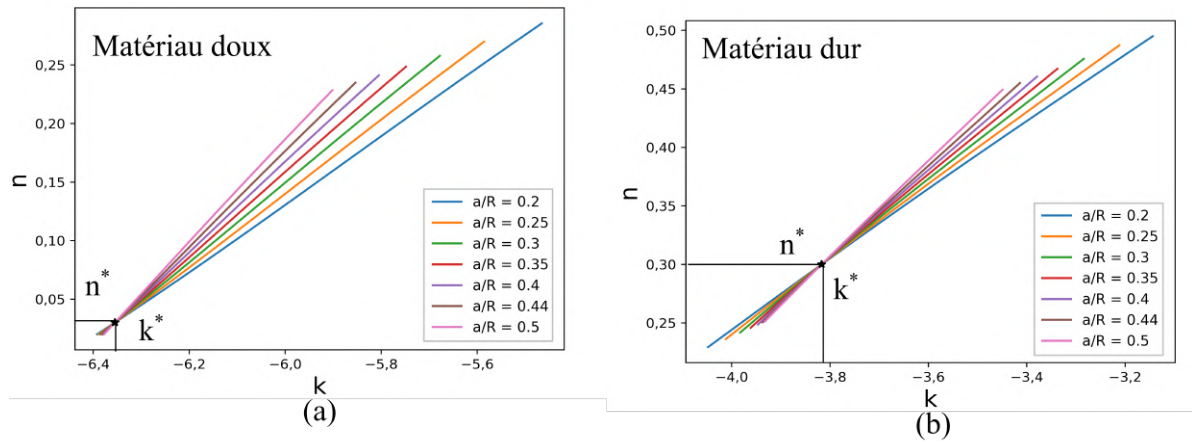 Matériau doux
n
0,25
0,20
0,15
0,10
0,05
n*
k*
a/R = 0.2
a/R = 0.25
a/R = 0.3
a/R = 0.35
a/R = 0.4
a/R = 0.44
a/R = 0.5
−6,4 −6,2 −6,0 −5,8 −5,6
k
(a)
Matériau dur
n
0,50
0,45
0,40
0,35
0,30
0,25
n*
k*
a/R = 0.2
a/R = 0.25
a/R = 0.3
a/R = 0.35
a/R = 0.4
a/R = 0.44
a/R = 0.5
−4,0 −3,8 −3,6 −3,4 −3,2
k
(b)